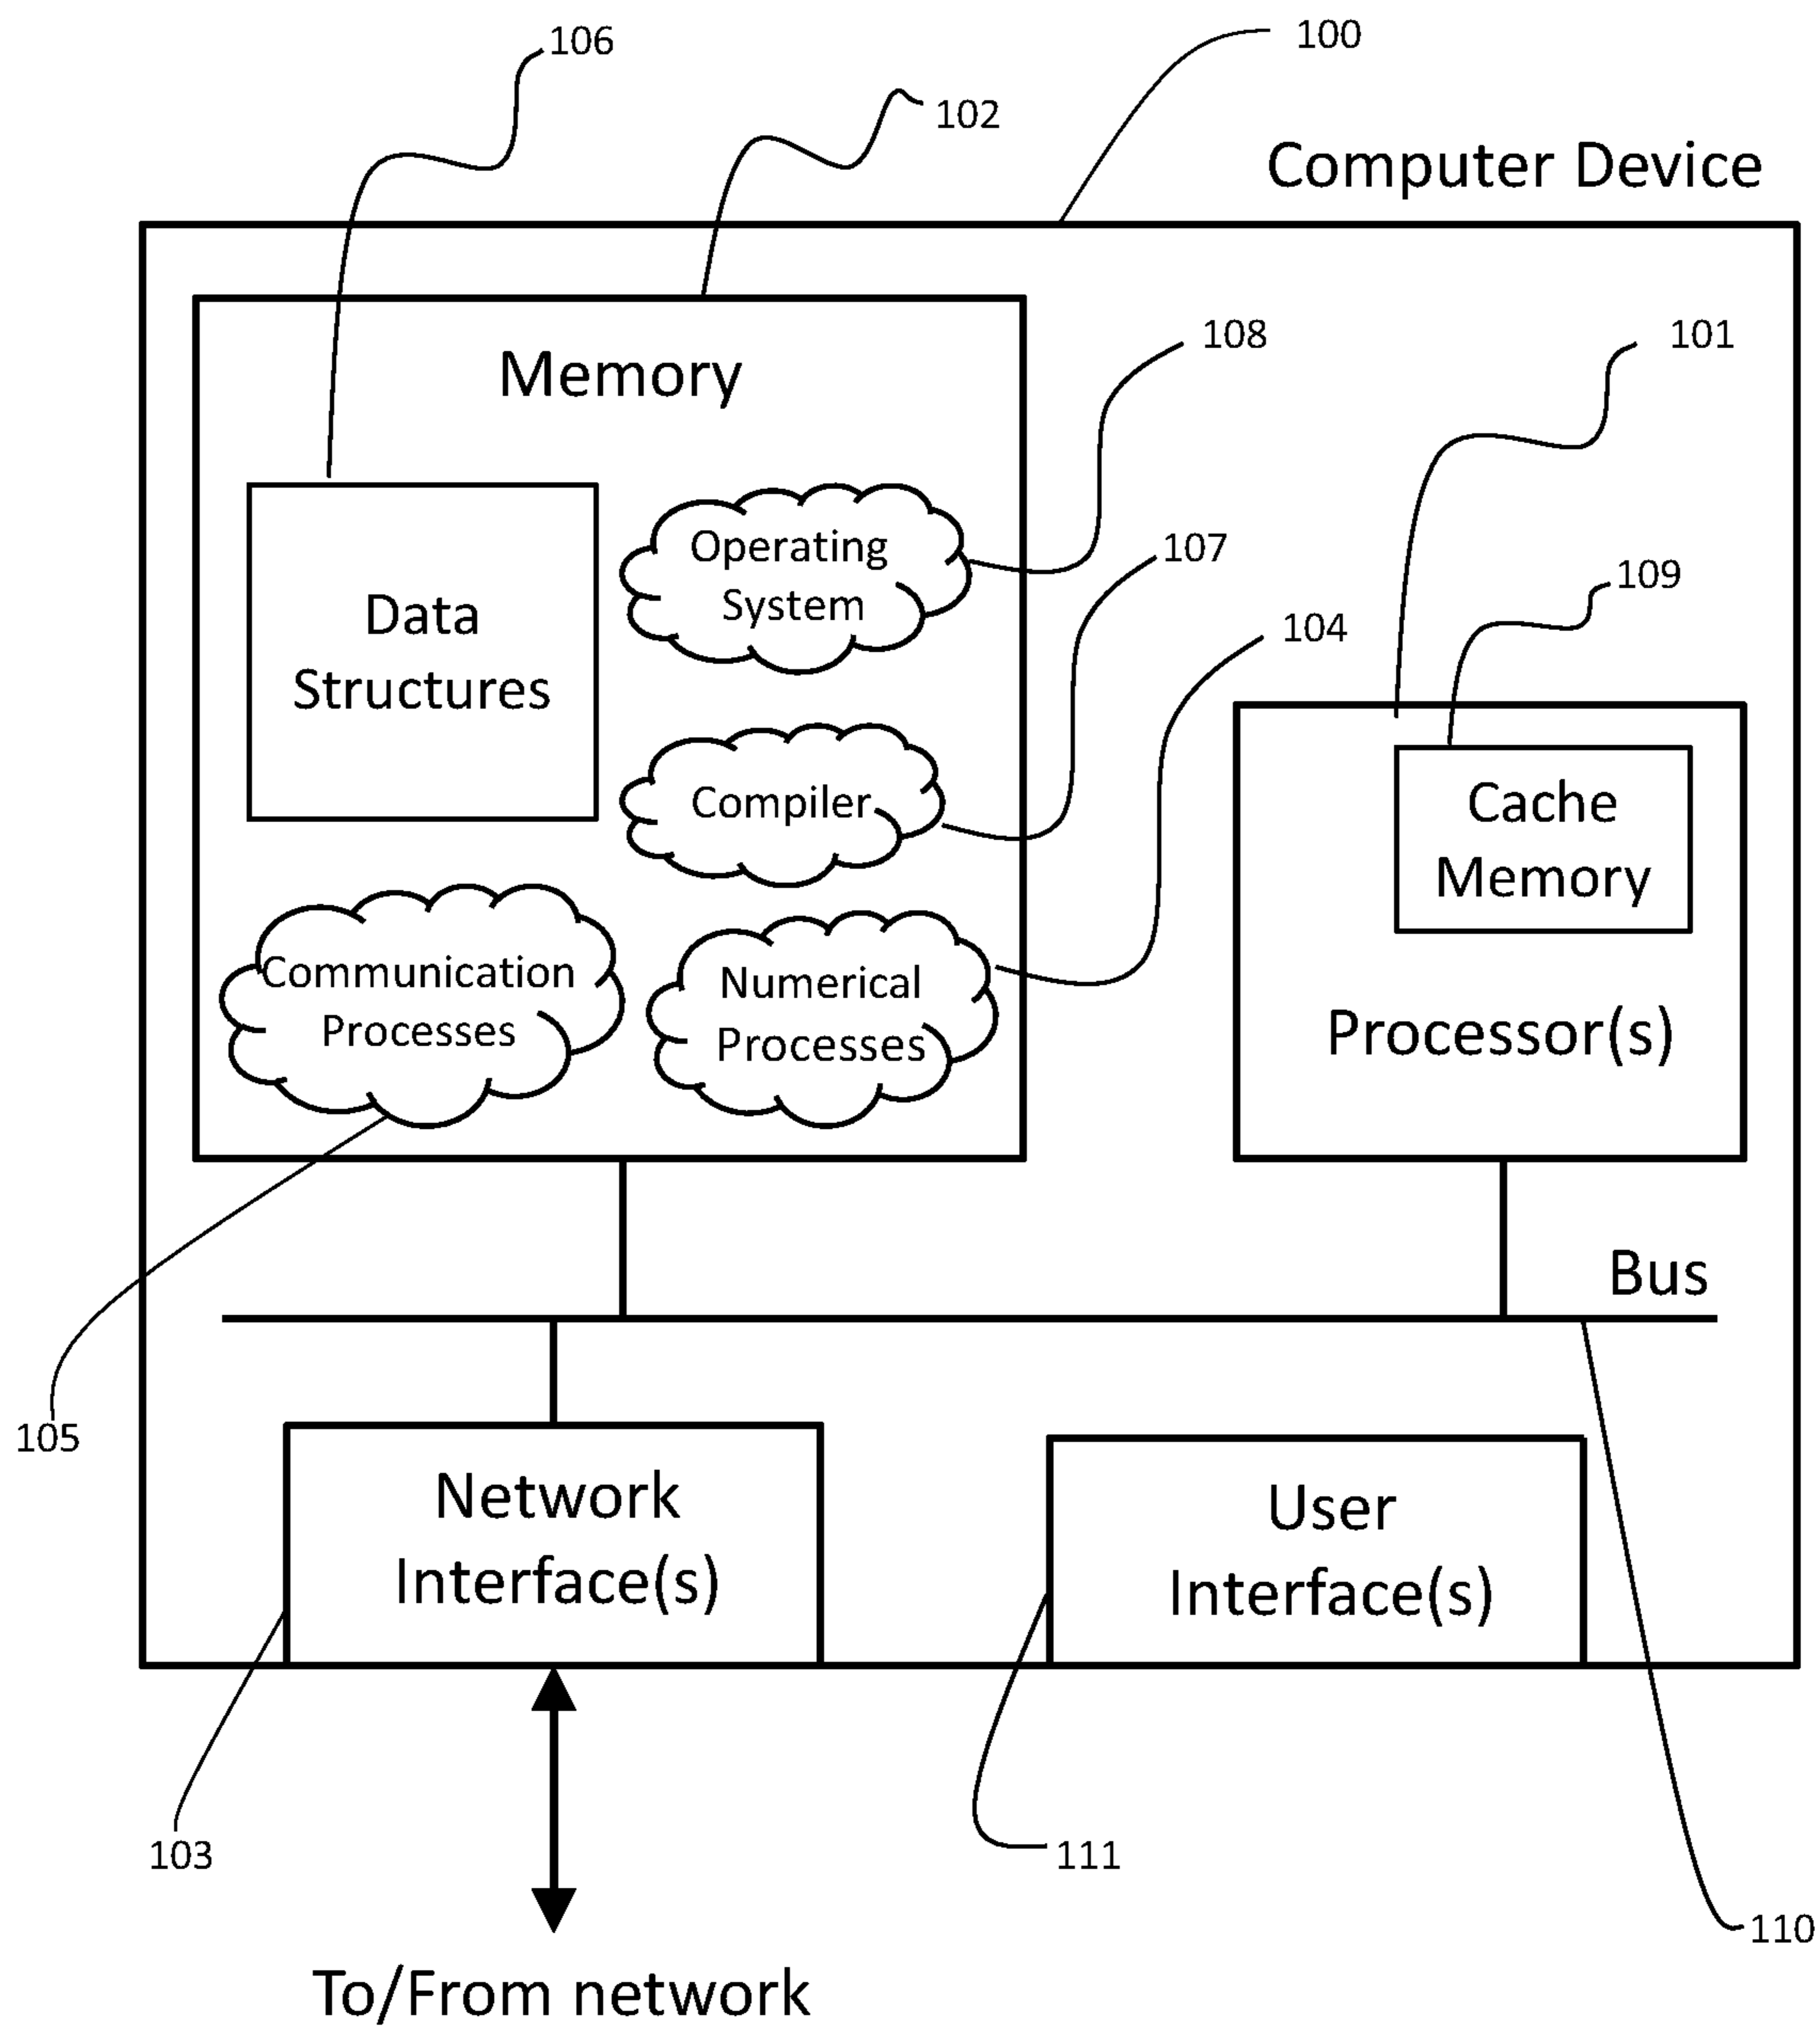 106
100
102
Computer Device
Memory
108
101
Operating
System
107
109
Data
Structures
104
Compiler
Cache
Memory
Communication
Processes
Numerical
Processes
Processor(s)
Bus
105
Network
Interface(s)
User
Interface(s)
103
111
110
To/From network